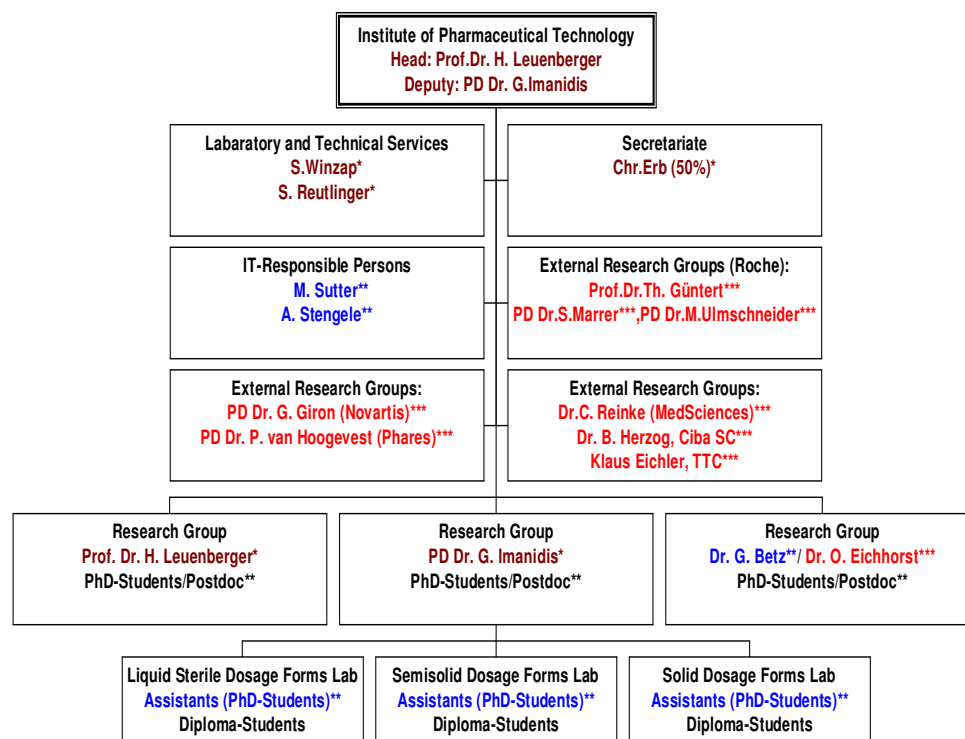 Institute of Pharmaceutical Technology
Head: Prof.Dr. H. Leuenberger
Deputy: PD Dr. G.Imanidis
Labaratory and Technical Services
S.Winzap*
S. Reutlinger*
Secretariate
Chr.Erb (50%)*
IT-Responsible Persons
M. Sutter**
A. Stengele**
External Research Groups (Roche):
Prof.Dr.Th. Güntert***
PD Dr.S.Marrer***,PD Dr.M.Ulmschneider***
External Research Groups:
PD Dr. G. Giron (Novartis)***
PD Dr. P. van Hoogevest (Phares)***
External Research Groups:
Dr.C. Reinke (MedSciences)***
Dr. B. Herzog, Ciba SC***
Klaus Eichler, TTC***
Research Group
Prof. Dr. H. Leuenberger*
PhD-Students/Postdoc**
Research Group
PD Dr. G. Imanidis*
PhD-Students/Postdoc**
Research Group
Dr. G. Betz**/ Dr. O. Eichhorst***
PhD-Students/Postdoc**
Liquid Sterile Dosage Forms Lab
Assistants (PhD-Students)**
Diploma-Students
Semisolid Dosage Forms Lab
Assistants (PhD-Students)**
Diploma-Students
Solid Dosage Forms Lab
Assistants (PhD-Students)**
Diploma-Students